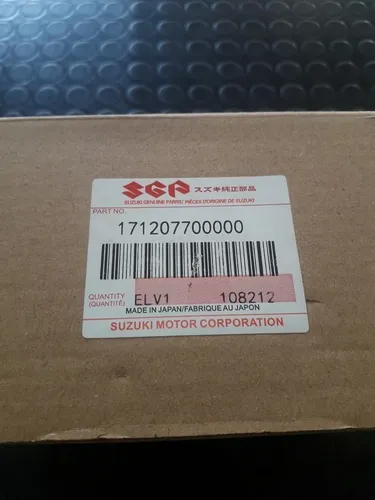 SGP スズキ純正部品
SUZUKI GENUINE PARTS/ PIÈCES D'ORIGINE DE SUZUKI
PART NO.
171207700000
QUANTITY ELV1 108212
(QUANTITÉ)
MADE IN JAPAN/FABRIQUE AU JAPON
SUZUKI MOTOR CORPORATION